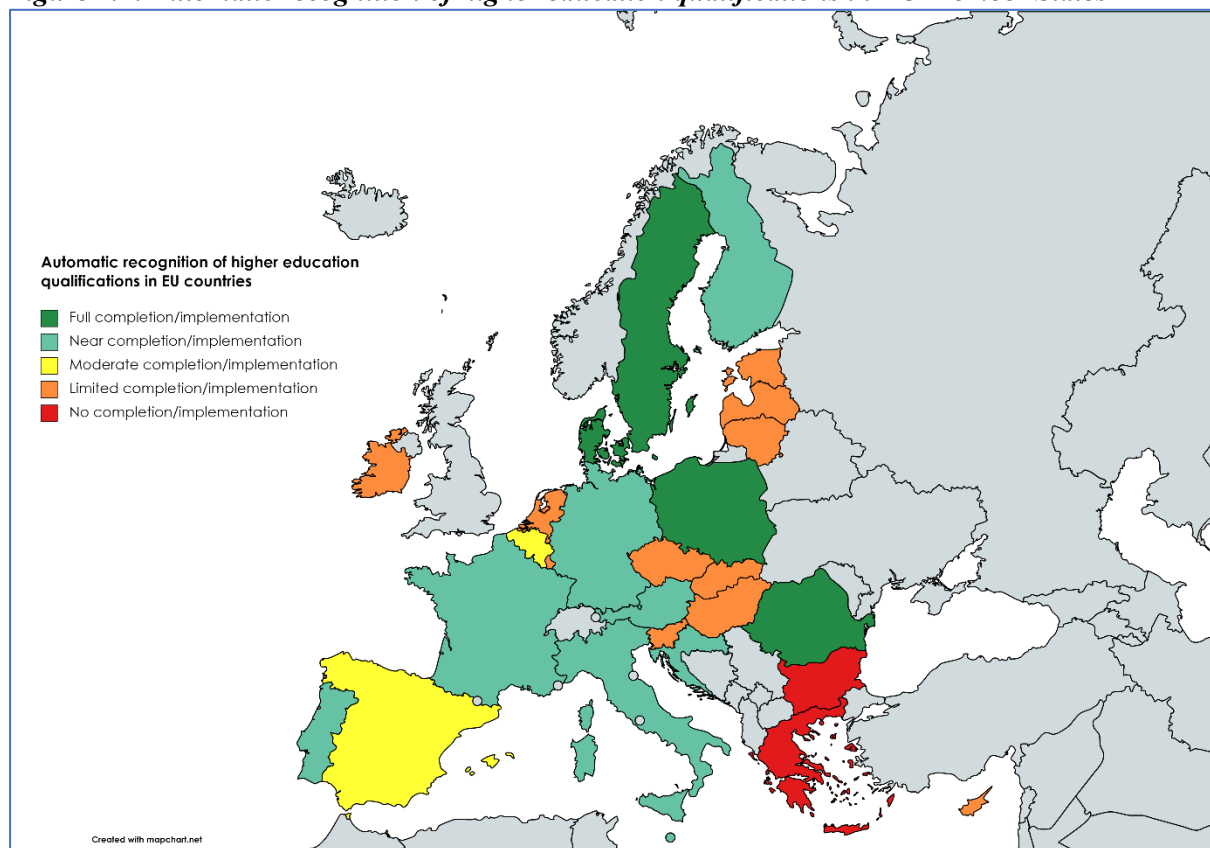 Automatic recognition of higher education
qualifications in EU countries
Full completion/implementation
Near completion/implementation
Moderate completion/implementation
Limited completion/implementation
No completion/implementation
Created with mapchart.net